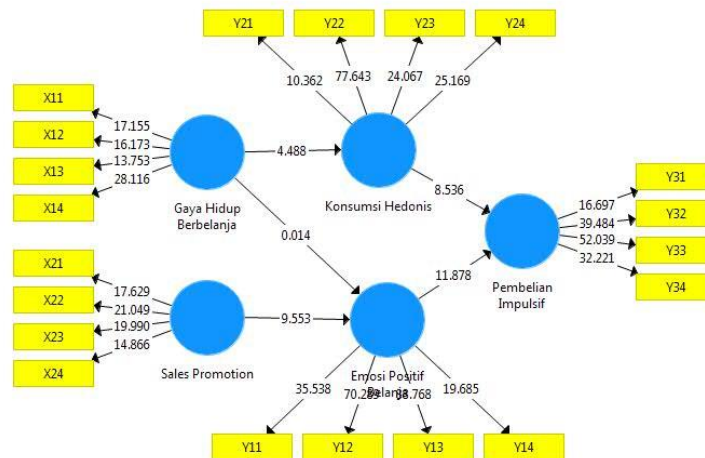 Y21
Y22
Y23
Y24
10.362
77.643
24.067
25.169
X11
X12
X13
X14
17.155
16.173
13.753
28.116
4.488
Gaya Hidup
Berbelanja
Konsumsi Hedonis
8.536
0.014
Y31
Y32
Y33
Y34
16.697
39.484
52.039
32.221
Pembelian
Impulsif
11.878
X21
X22
X23
X24
17.629
21.049
19.990
14.866
9.553
Sales Promotion
Emosi Positif
Belanja
35.538
19.685
Y11
Y12
Y13
Y14